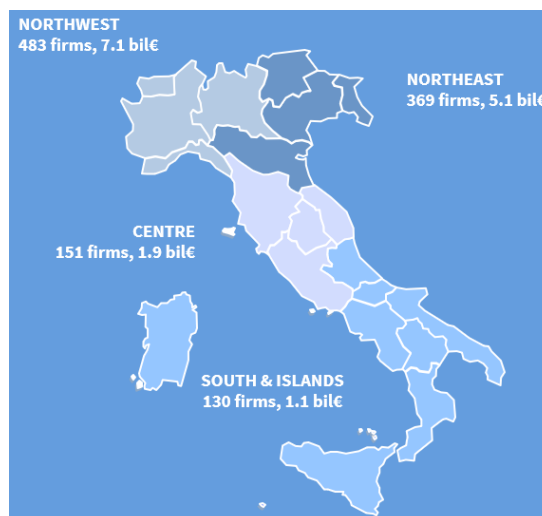 NORTHWEST
483 firms, 7.1 bil€
NORTHEAST
369 firms, 5.1 bil€
CENTRE
151 firms, 1.9 bil€
SOUTH & ISLANDS
130 firms, 1.1 bil€